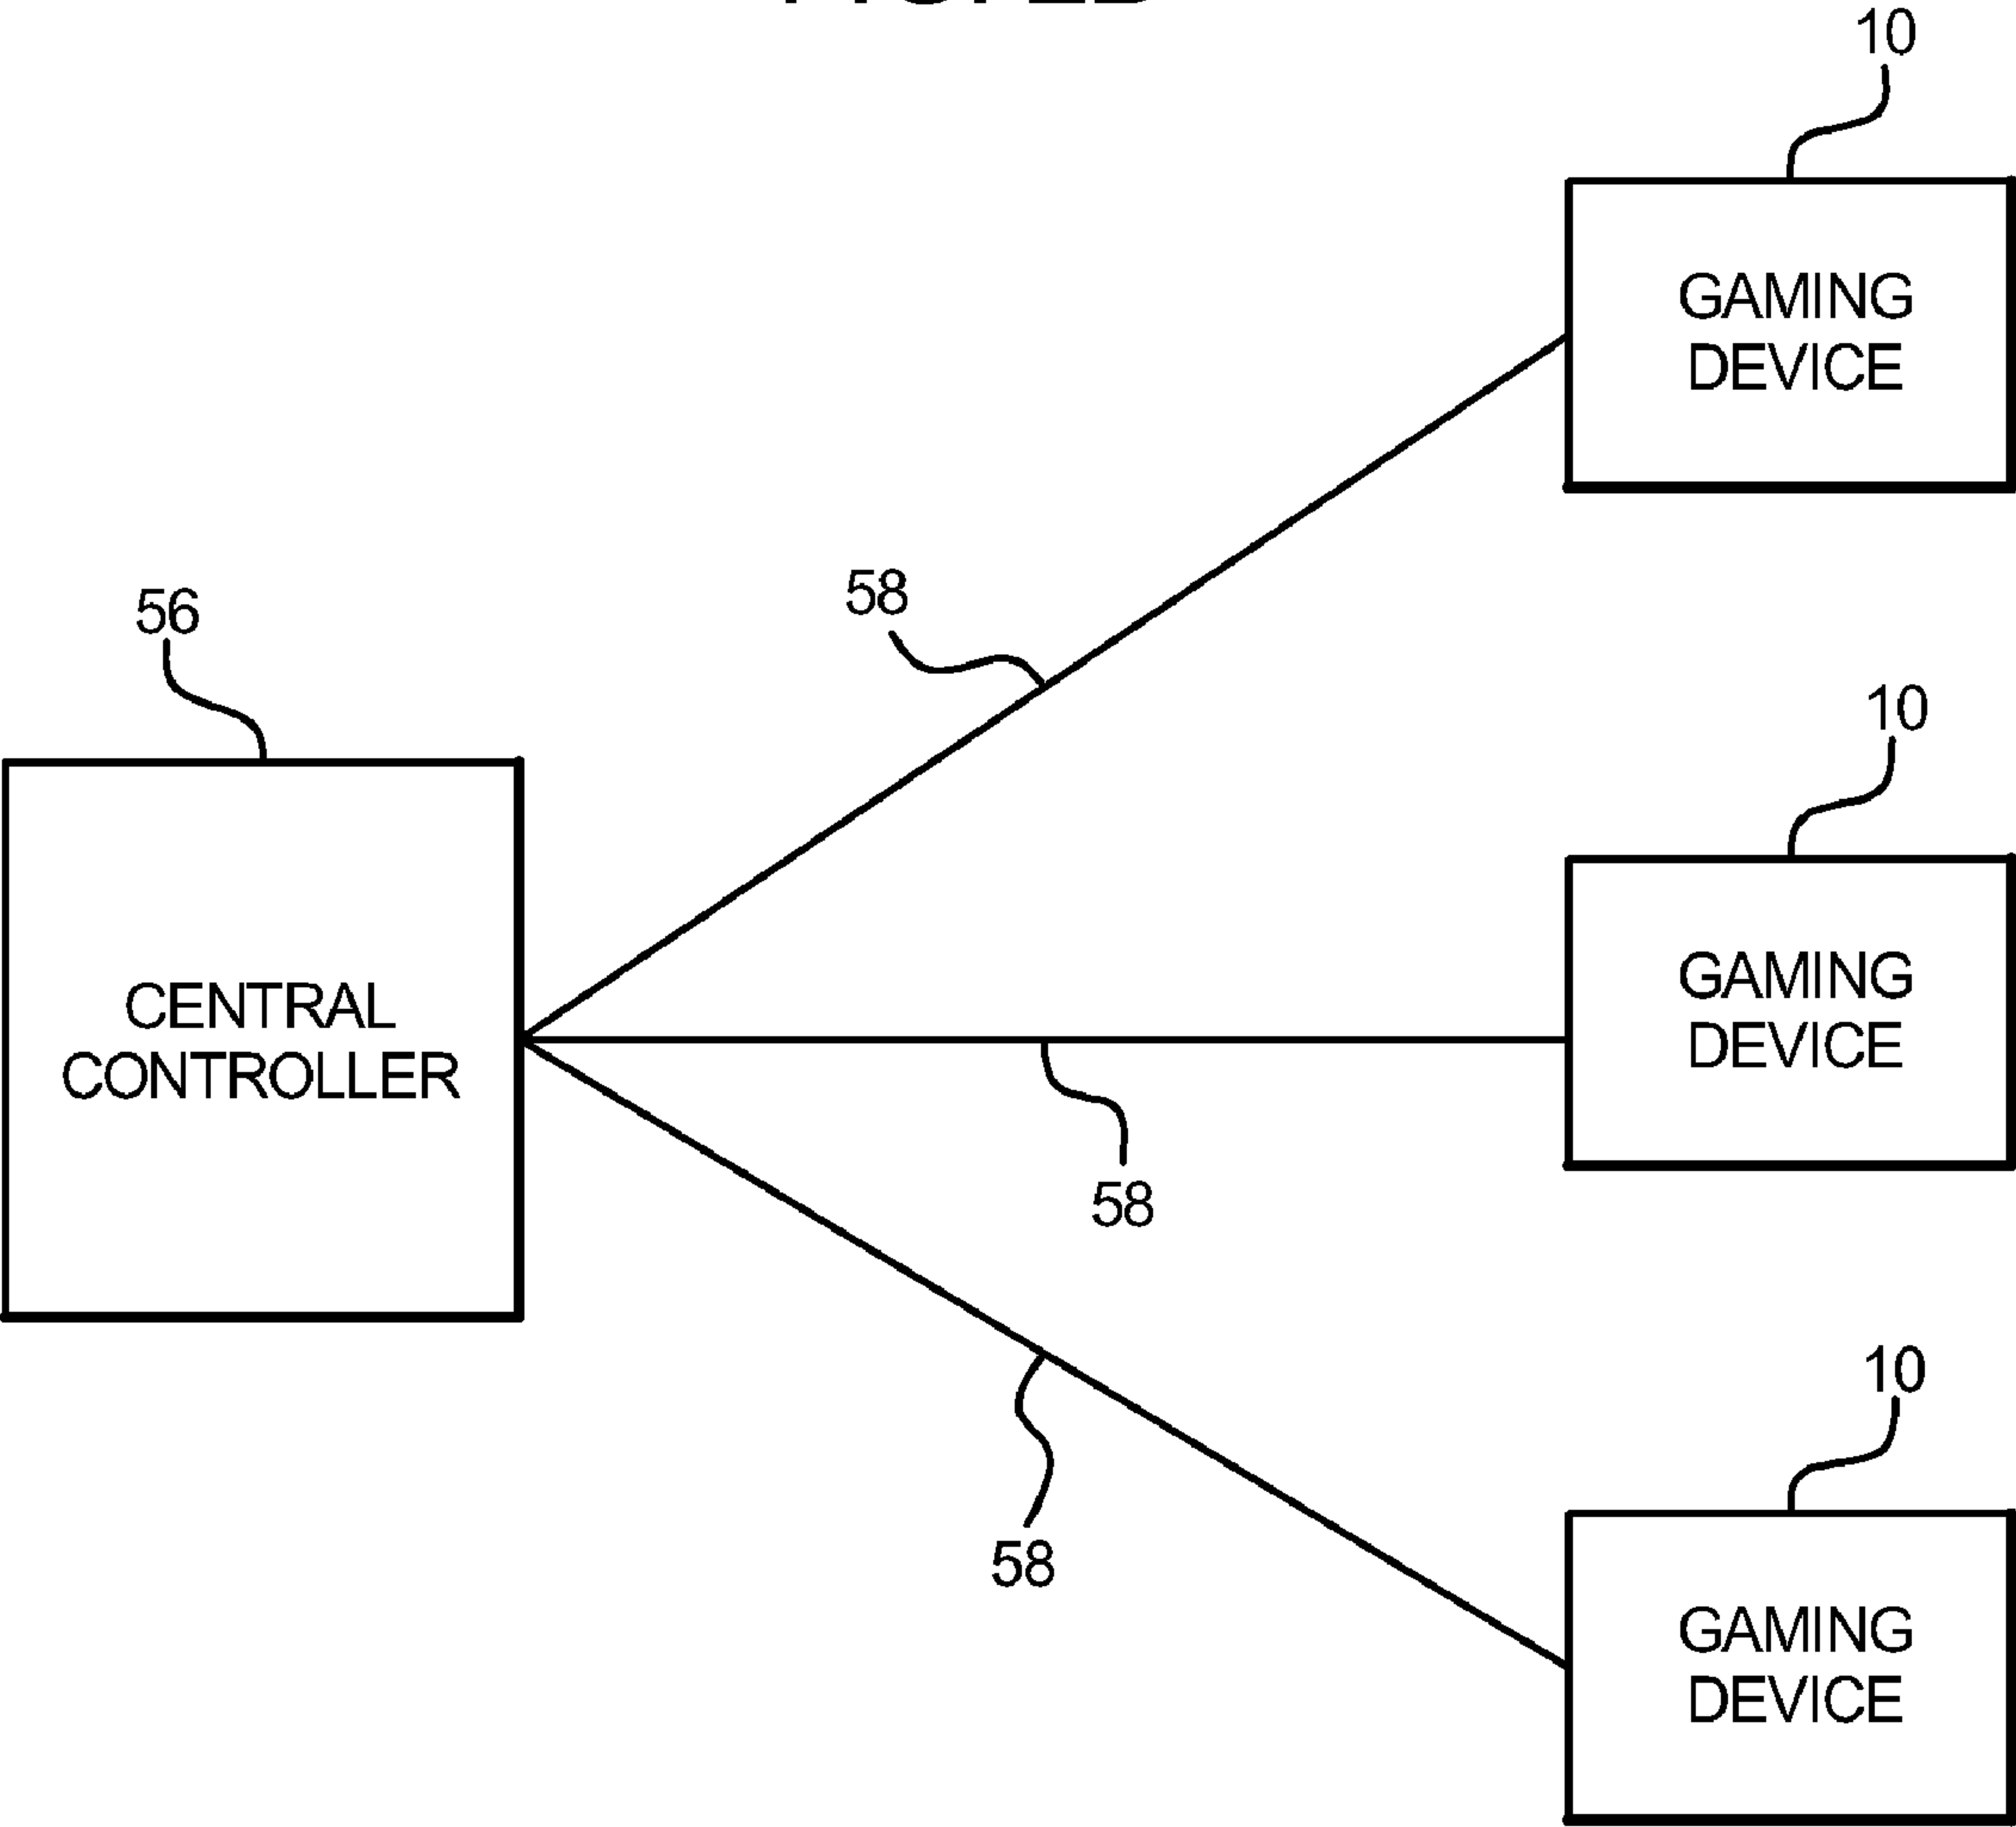 10
GAMING
DEVICE
58
56
10
CENTRAL
CONTROLLER
GAMING
DEVICE
58
10
58
GAMING
DEVICE